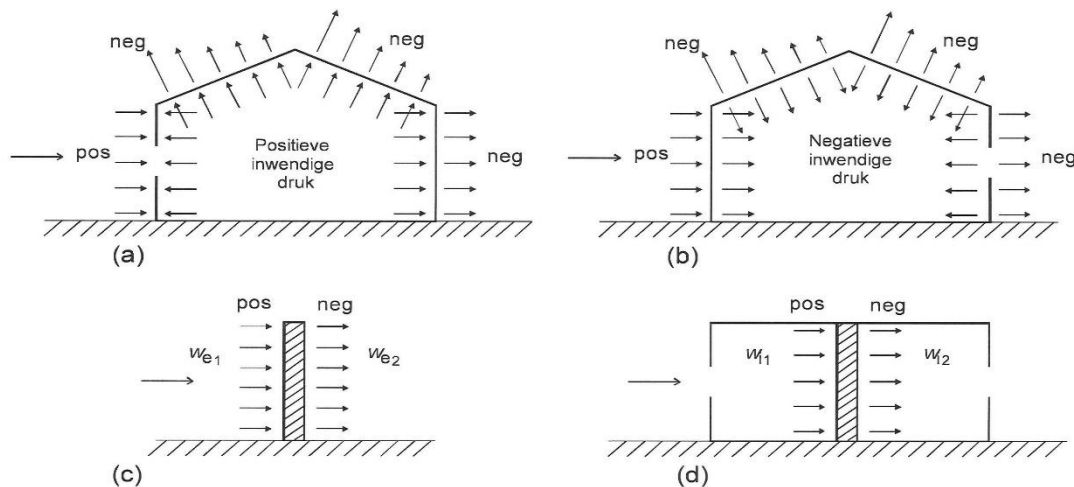 neg
neg
pos
Positieve
inwendige
druk
neg
(a)
neg
neg
pos
Negatieve
inwendige
druk
neg
(b)
pos neg
we1 we2
(c)
pos neg
wi1 wi2
(d)